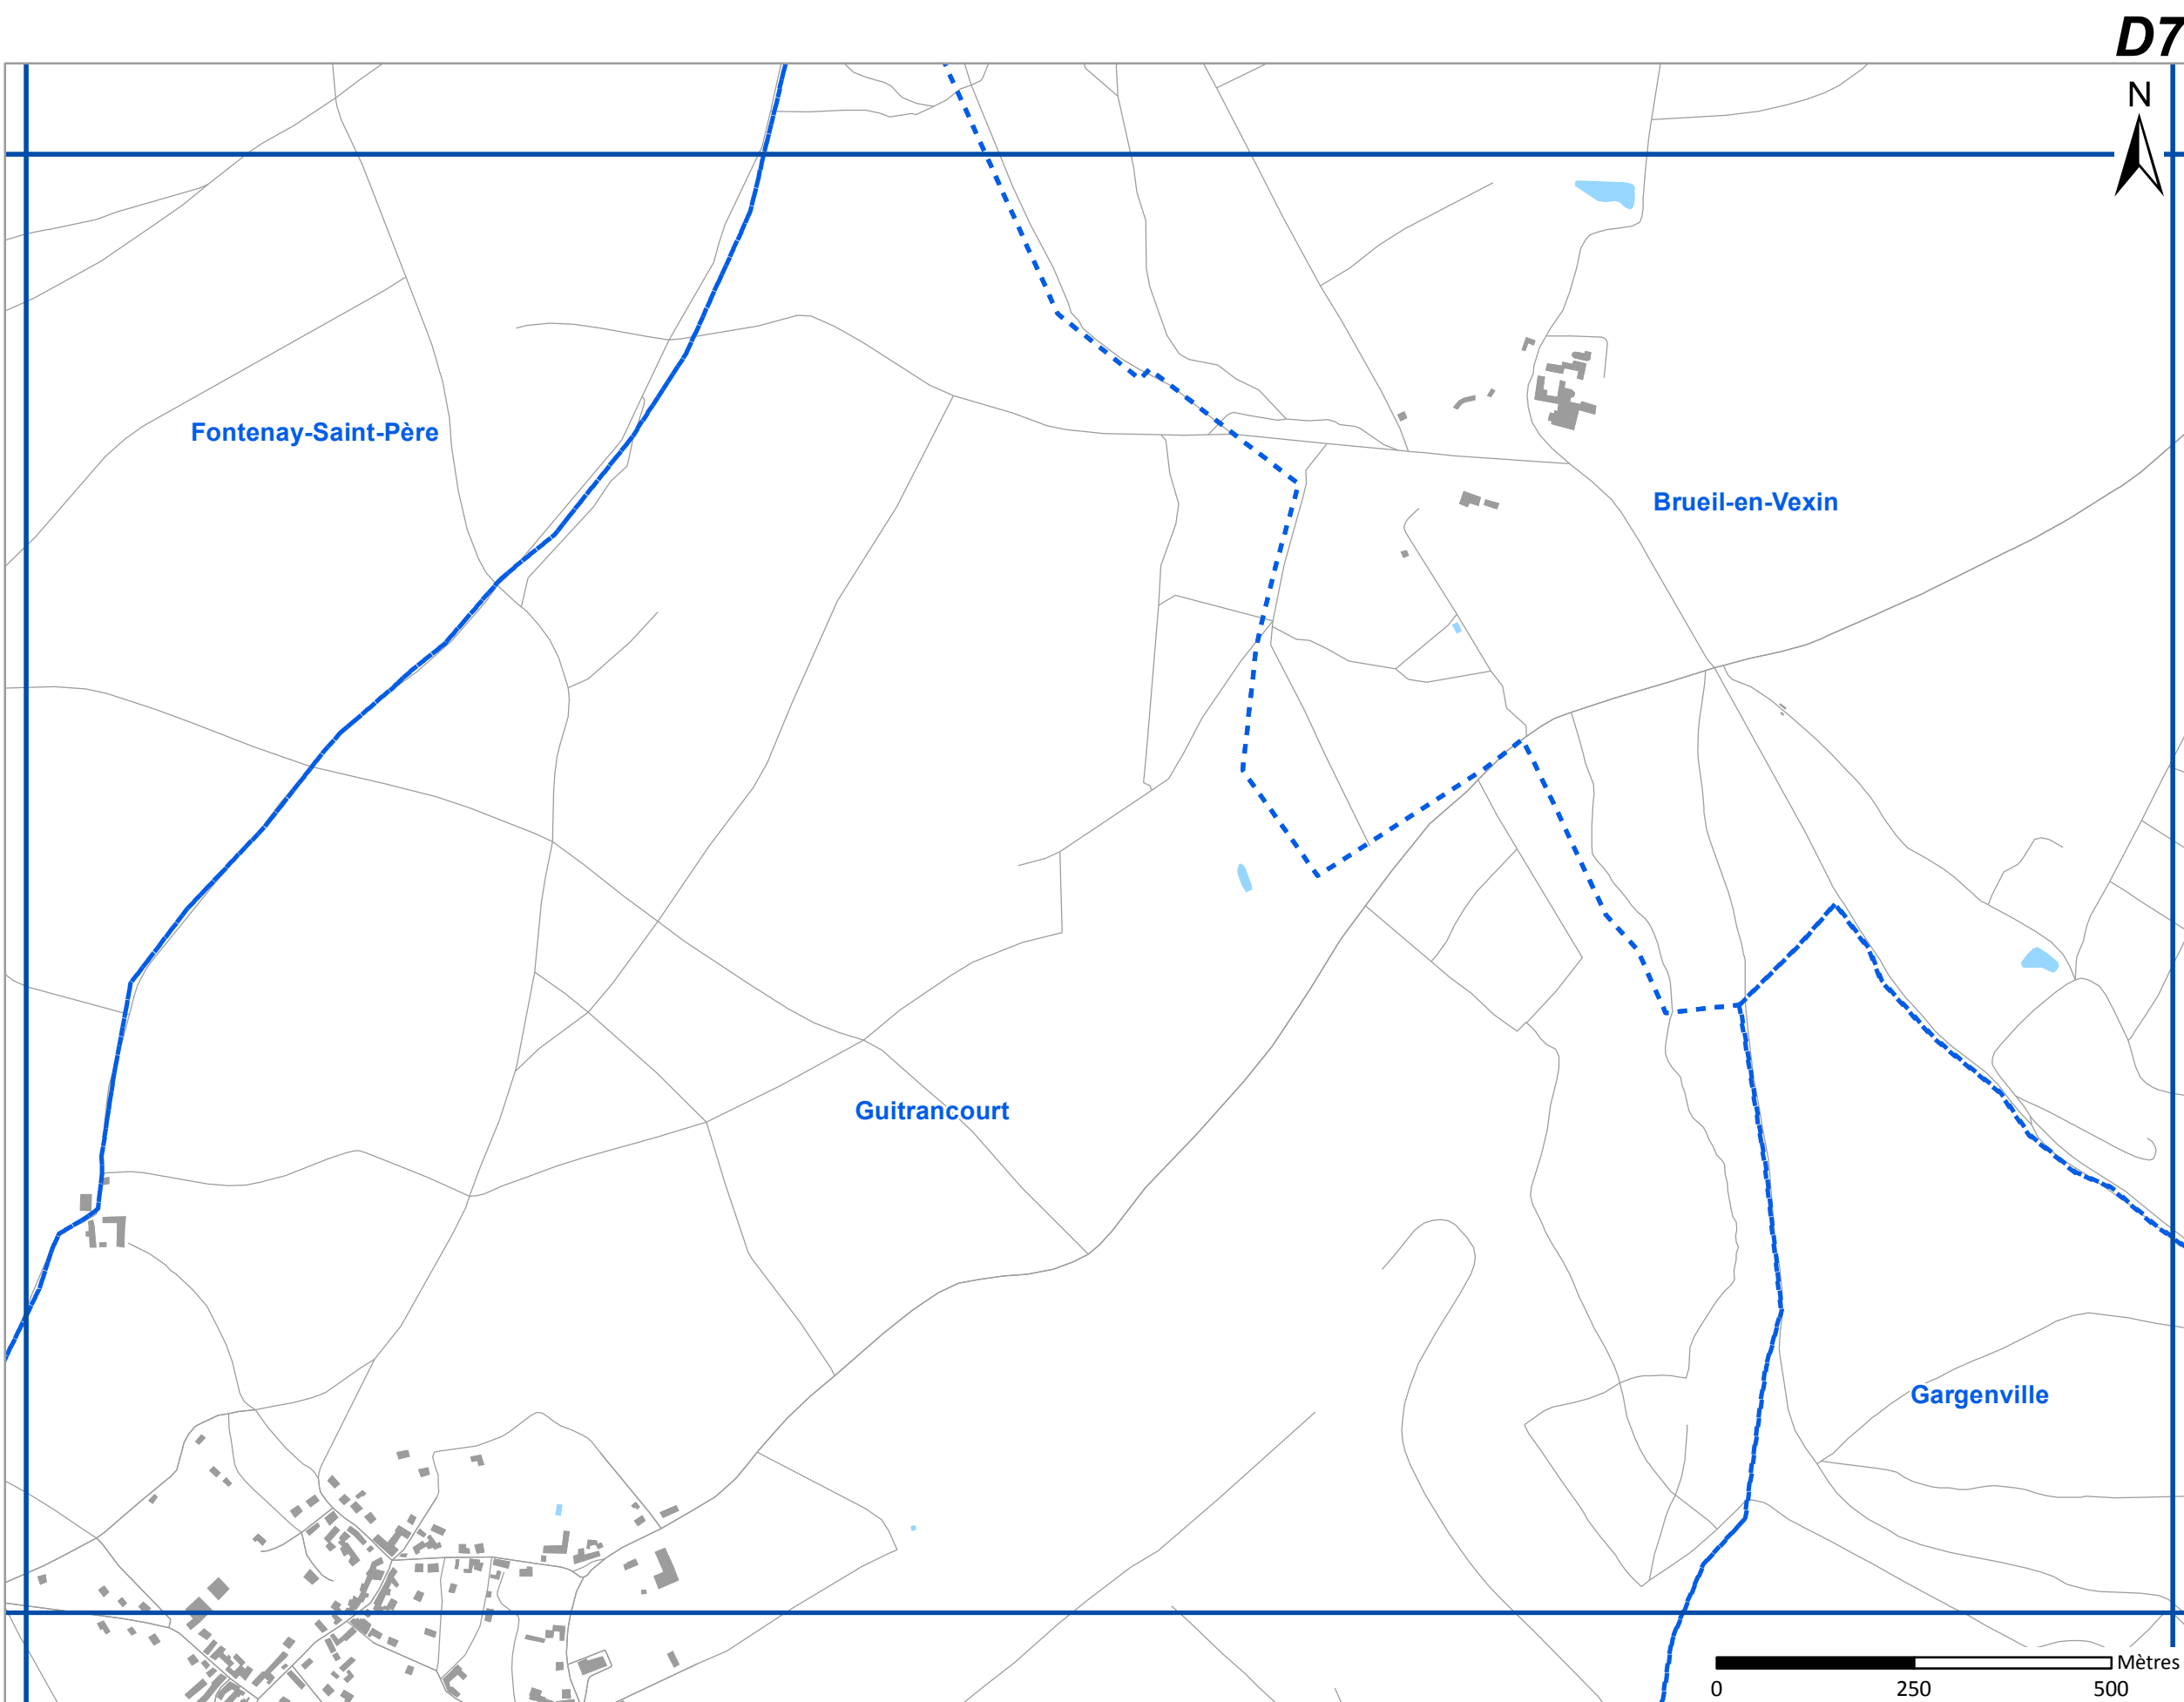 D7
N
Fontenay-Saint-Père
Brueil-en-Vexin
Guitrancourt
Gargenville
Mètres
0 250 500